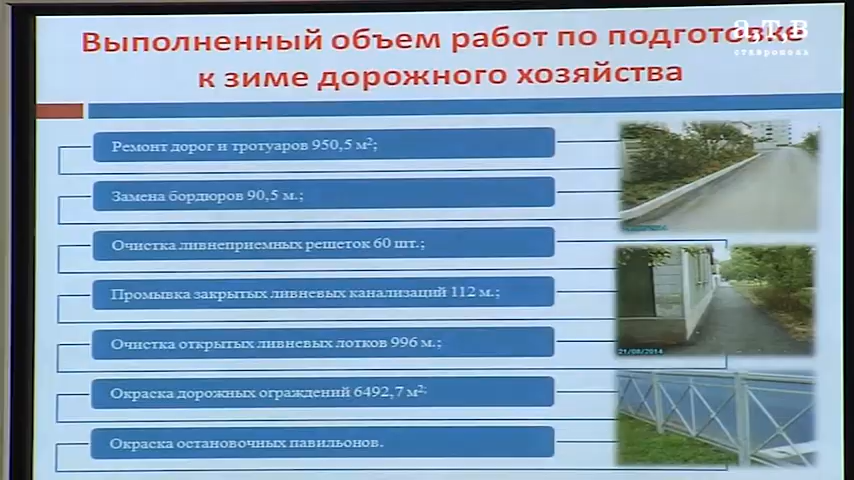 Выполненный объем работ по подготовке
к зиме дорожного хозяйства
атв
ставрополь
Ремонт дорог и тротуаров 950,5 м²;
Замена бордюров 90,5 м.;
Очистка ливнеприемных решеток 60 шт.;
Промывка закрытых ливневых канализаций 112 м.;
21/08/2014
Очистка открытых ливневых лотков 996 м.;
Окраска дорожных ограждений 6492,7 м²;
Окраска остановочных павильонов.